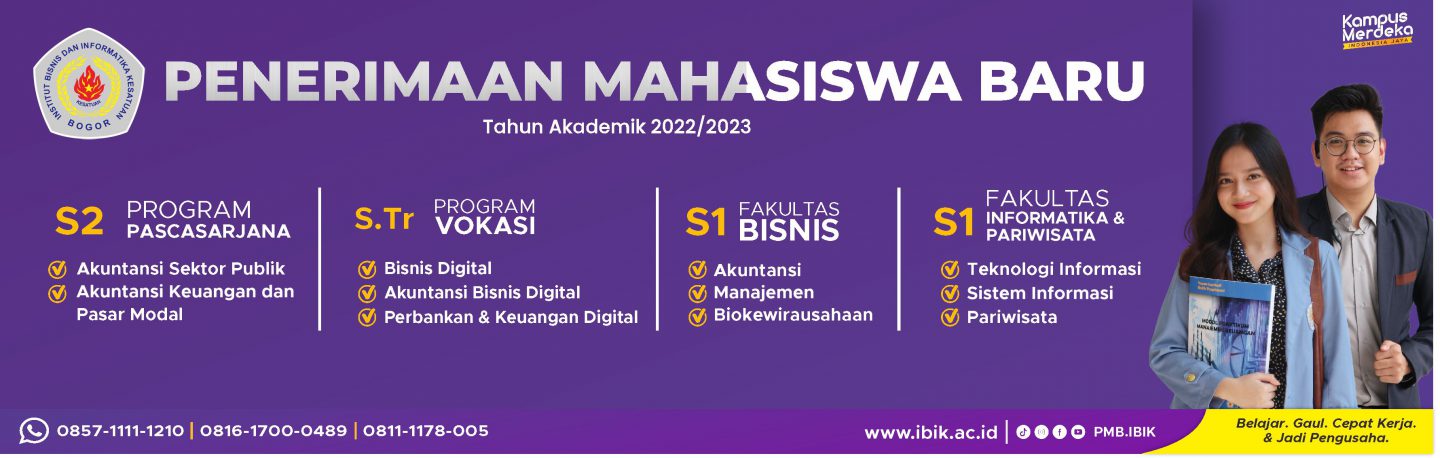 Kampus
Merdeka
INDONESIA JAYA
INSTITUT BISNIS DAN INFORMATIKA KESATUAN
KESATUAN
BOGOR
PENERIMAAN MAHASISWA BARU
Tahun Akademik 2022/2023
S2 PROGRAM
PASCASARJANA
Akuntansi Sektor Publik
Akuntansi Keuangan dan
Pasar Modal
S.Tr PROGRAM
VOKASI
Bisnis Digital
Akuntansi Bisnis Digital
Perbankan & Keuangan Digital
S1 FAKULTAS
BISNIS
Akuntansi
Manajemen
Biokewirausahaan
S1 FAKULTAS
INFORMATIKA &
PARIWISATA
Teknologi Informasi
Sistem Informasi
Pariwisata
0857-1111-1210 | 0816-1700-0489 | 0811-1178-005
www.ibik.ac.id | PMB.IBIK
Belajar. Gaul. Cepat Kerja.
& Jadi Pengusaha.